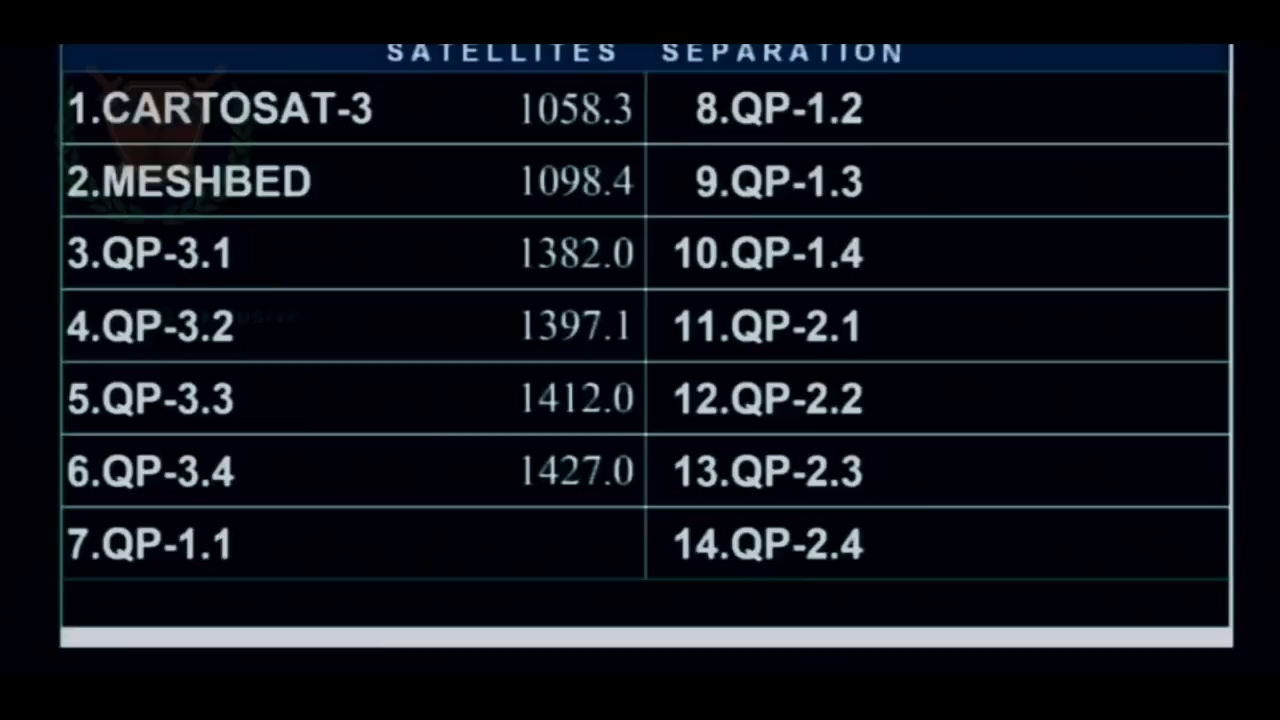 SATELLITES SEPARATION
1.CARTOSAT-3 1058.3 8.QP-1.2
2.MESHBED 1098.4 9.QP-1.3
3.QP-3.1 1382.0 10.QP-1.4
4.QP-3.2 1397.1 11.QP-2.1
5.QP-3.3 1412.0 12.QP-2.2
6.QP-3.4 1427.0 13.QP-2.3
7.QP-1.1 14.QP-2.4